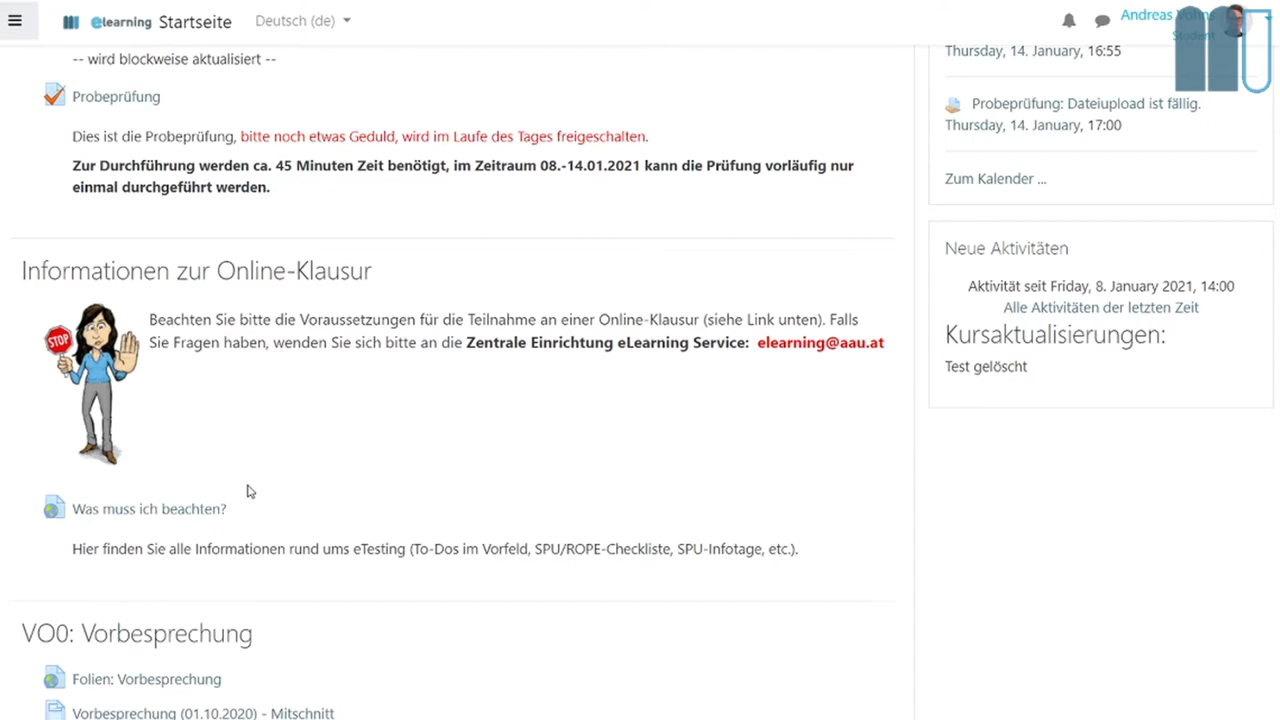 elearning Startseite Deutsch (de)
Andreas Vohns
Student
-- wird blockweise aktualisiert --
Probeprüfung
Dies ist die Probeprüfung, bitte noch etwas Geduld, wird im Laufe des Tages freigeschalten.
Zur Durchführung werden ca. 45 Minuten Zeit benötigt, im Zeitraum 08.-14.01.2021 kann die Prüfung vorläufig nur
einmal durchgeführt werden.
Informationen zur Online-Klausur
STOP
Beachten Sie bitte die Voraussetzungen für die Teilnahme an einer Online-Klausur (siehe Link unten). Falls
Sie Fragen haben, wenden Sie sich bitte an die Zentrale Einrichtung eLearning Service: elearning@aau.at
Was muss ich beachten?
Hier finden Sie alle Informationen rund ums eTesting (To-Dos im Vorfeld, SPU/ROPE-Checkliste, SPU-Infotage, etc.).
VO0: Vorbesprechung
Folien: Vorbesprechung
Vorbesprechung (01.10.2020) - Mitschnitt
Thursday, 14. January, 16:55
Probeprüfung: Dateiupload ist fällig.
Thursday, 14. January, 17:00
Zum Kalender ...
Neue Aktivitäten
Aktivität seit Friday, 8. January 2021, 14:00
Alle Aktivitäten der letzten Zeit
Kursaktualisierungen:
Test gelöscht